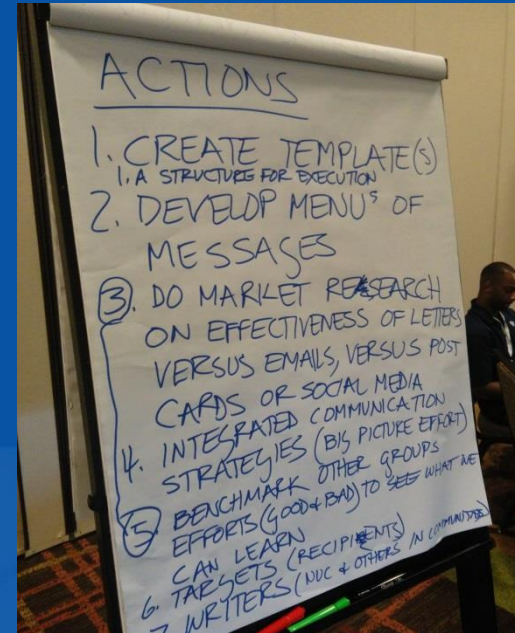 ACTIONS
1. CREATE TEMPLATE(S)
1. A STRUCTURE FOR EXECUTION
2. DEVELOP MENUS OF
MESSAGES
3. DO MARKET RESEARCH
ON EFFECTIVENESS OF LETTERS
VERSUS EMAILS, VERSUS POST
CARDS OR SOCIAL MEDIA
4. INTEGRATED COMMUNICATION
STRATEGIES (BIG PICTURE EFFORT)
5. BENCHMARK OTHER GROUPS
EFFORTS (GOOD & BAD) TO SEE WHAT WE
CAN LEARN
6. TARGETS (RECIPIENTS)
7. WRITERS (NUC & OTHERS IN COMMUNITIES)